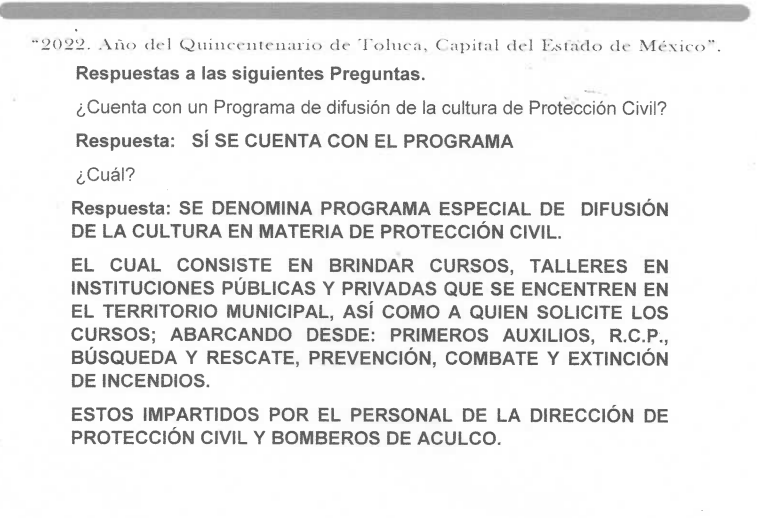 “2022. Año del Quincentenario de Toluca, Capital del Estado de México”.
Respuestas a las siguientes Preguntas.
¿Cuenta con un Programa de difusión de la cultura de Protección Civil?
Respuesta: SÍ SE CUENTA CON EL PROGRAMA
¿Cuál?
Respuesta: SE DENOMINA PROGRAMA ESPECIAL DE DIFUSIÓN
DE LA CULTURA EN MATERIA DE PROTECCIÓN CIVIL.
EL CUAL CONSISTE EN BRINDAR CURSOS, TALLERES EN
INSTITUCIONES PÚBLICAS Y PRIVADAS QUE SE ENCENTREN EN
EL TERRITORIO MUNICIPAL, ASÍ COMO A QUIEN SOLICITE LOS
CURSOS; ABARCANDO DESDE: PRIMEROS AUXILIOS, R.C.P.,
BÚSQUEDA Y RESCATE, PREVENCIÓN, COMBATE Y EXTINCIÓN
DE INCENDIOS.
ESTOS IMPARTIDOS POR EL PERSONAL DE LA DIRECCIÓN DE
PROTECCIÓN CIVIL Y BOMBEROS DE ACULCO.